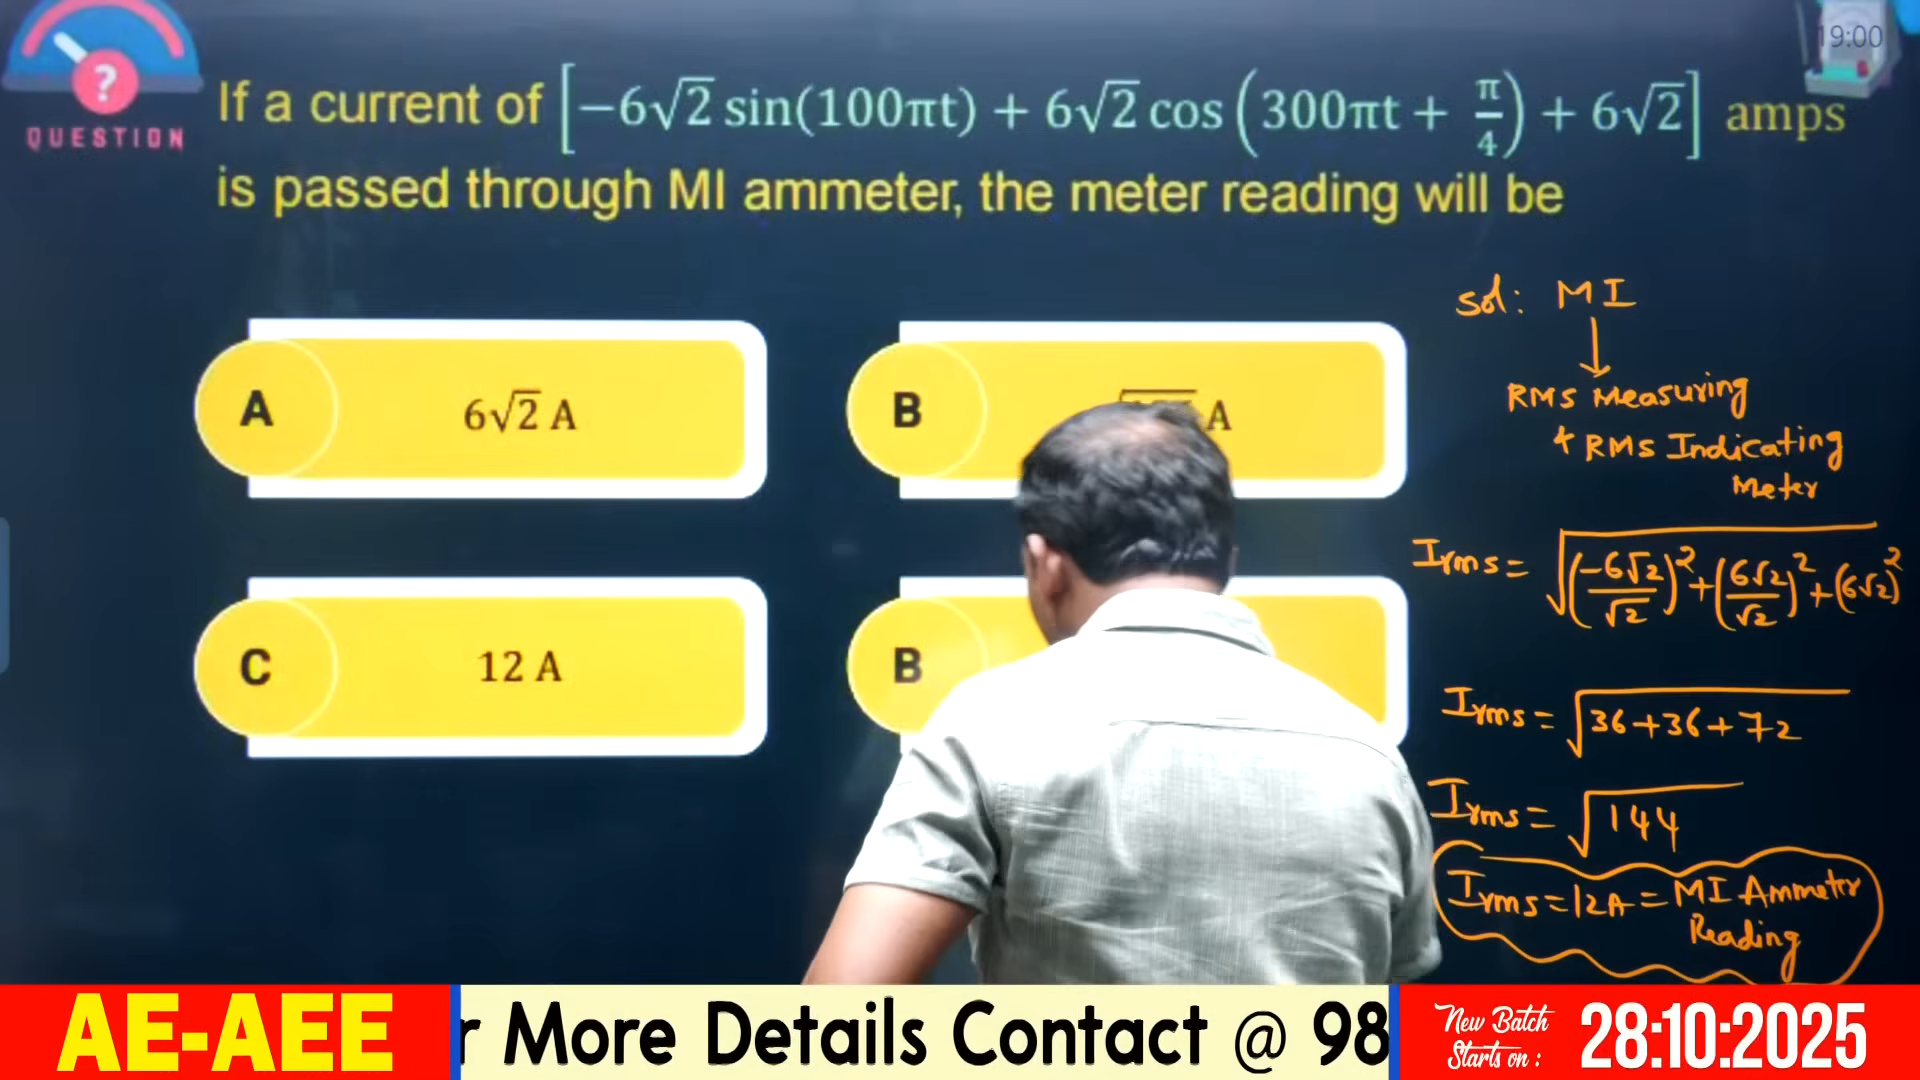 19:00
?
QUESTION
If a current of [−6√2 sin(100πt) + 6√2 cos (300πt + π/4) + 6√2] amps
is passed through MI ammeter, the meter reading will be
A 6√2 A
B A
C 12 A
B
Sol: MI
↓
RMS Measuring
& RMS Indicating
Meter
Irms = √((-6√2/√2)² + (6√2/√2)² + (6√2)²
Irms = √36+36+72
Irms = √144
Irms = 12A = MI Ammeter
Reading
AE-AEE
r More Details Contact @ 98
New Batch
Starts on :
28:10:2025